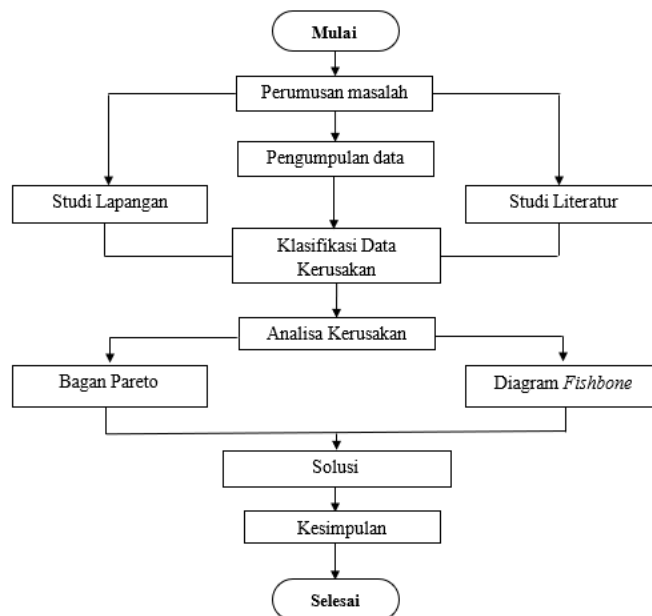 Mulai
Perumusan masalah
Pengumpulan data
Studi Lapangan
Studi Literatur
Klasifikasi Data
Kerusakan
Analisa Kerusakan
Bagan Pareto
Diagram Fishbone
Solusi
Kesimpulan
Selesai